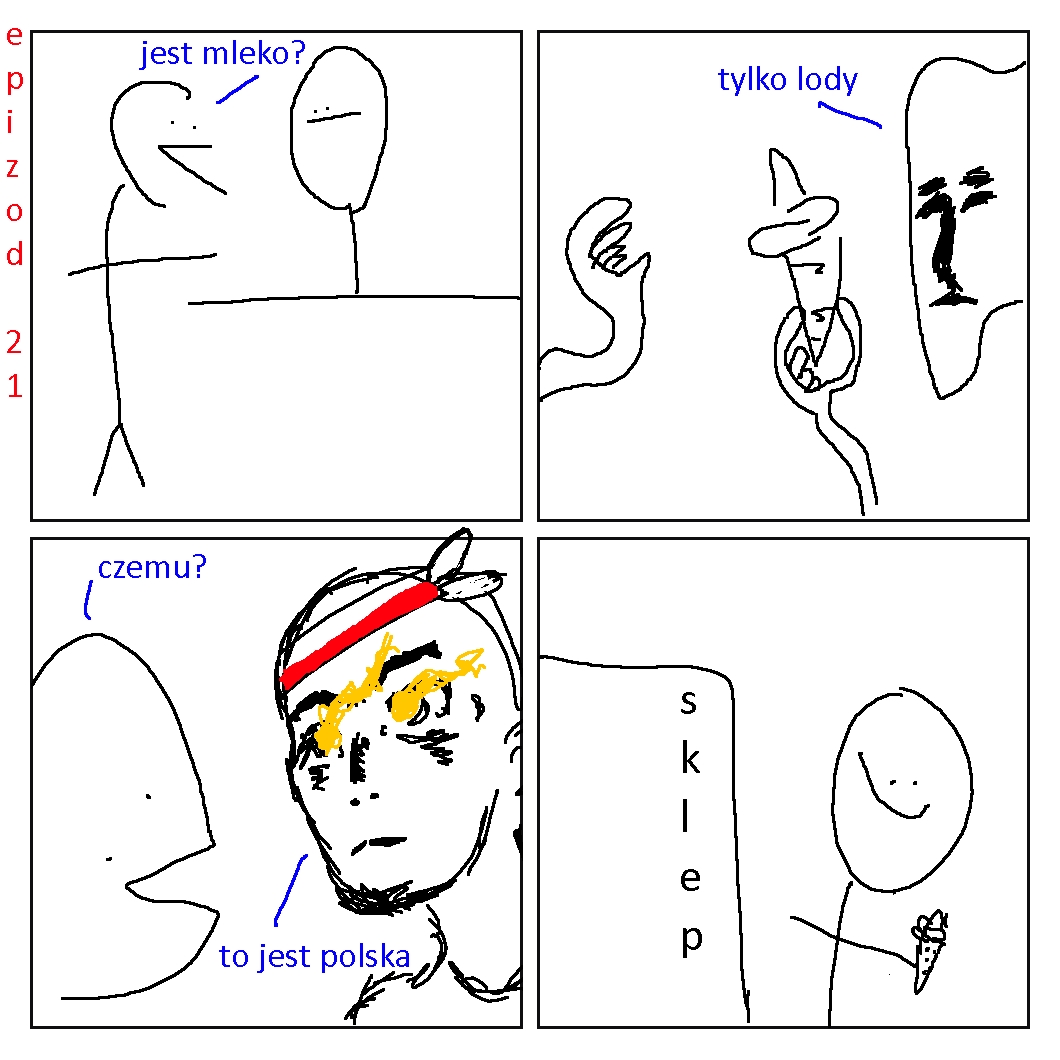 epizod 21
jest mleko?
tylko lody
czemu?
to jest polska
sklep